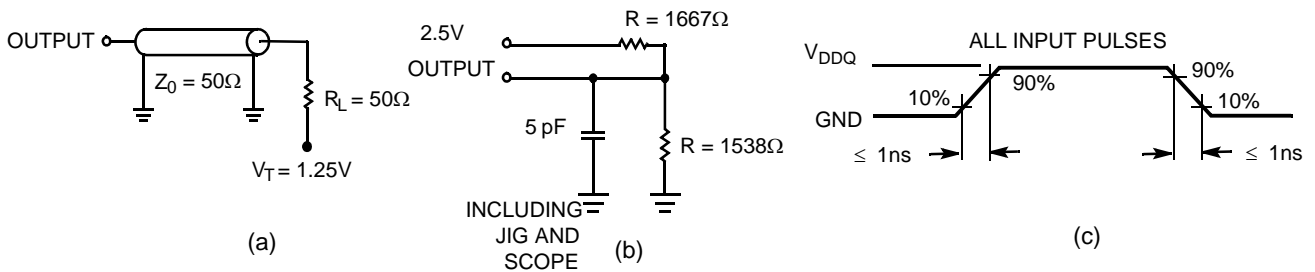 OUTPUT
Z0 = 50Ω
RL = 50Ω
VT = 1.25V
(a)
R = 1667Ω
2.5V
OUTPUT
5 pF
R = 1538Ω
INCLUDING
JIG AND
SCOPE
(b)
ALL INPUT PULSES
VDDQ
90%
10%
90%
10%
GND
≤ 1ns
≤ 1ns
(c)